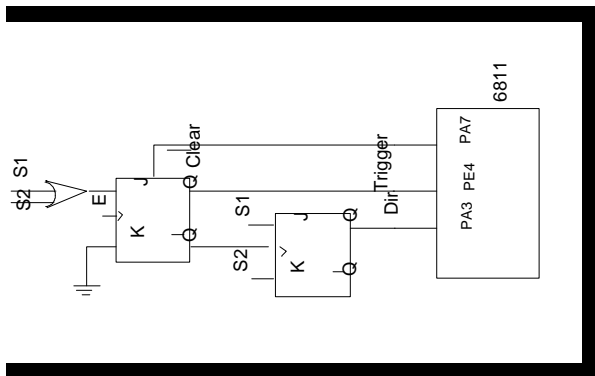 S1
S2
E
J
K
Q
Q
Clear
S1
S2
J
K
Q
Q
Trigger
Dir
6811
PA7
PE4
PA3